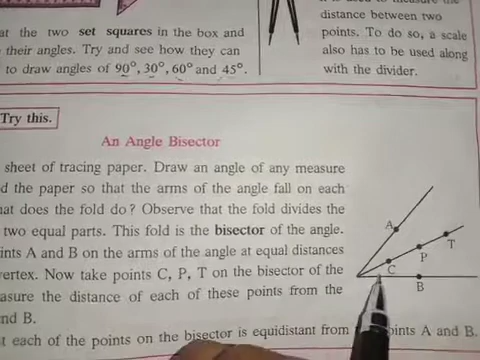 at the two set squares in the box and
their angles. Try and see how they can
to draw angles of 90°, 30°, 60° and 45°.
distance between two
points. To do so, a scale
also has to be used along
with the divider.
Try this.
An Angle Bisector
sheet of tracing paper. Draw an angle of any measure
the paper so that the arms of the angle fall on each
what does the fold do? Observe that the fold divides the
two equal parts. This fold is the bisector of the angle.
points A and B on the arms of the angle at equal distances
vertex. Now take points C, P, T on the bisector of the
measure the distance of each of these points from the
and B.
each of the points on the bisector is equidistant from points A and B.
A
T
P
C
B